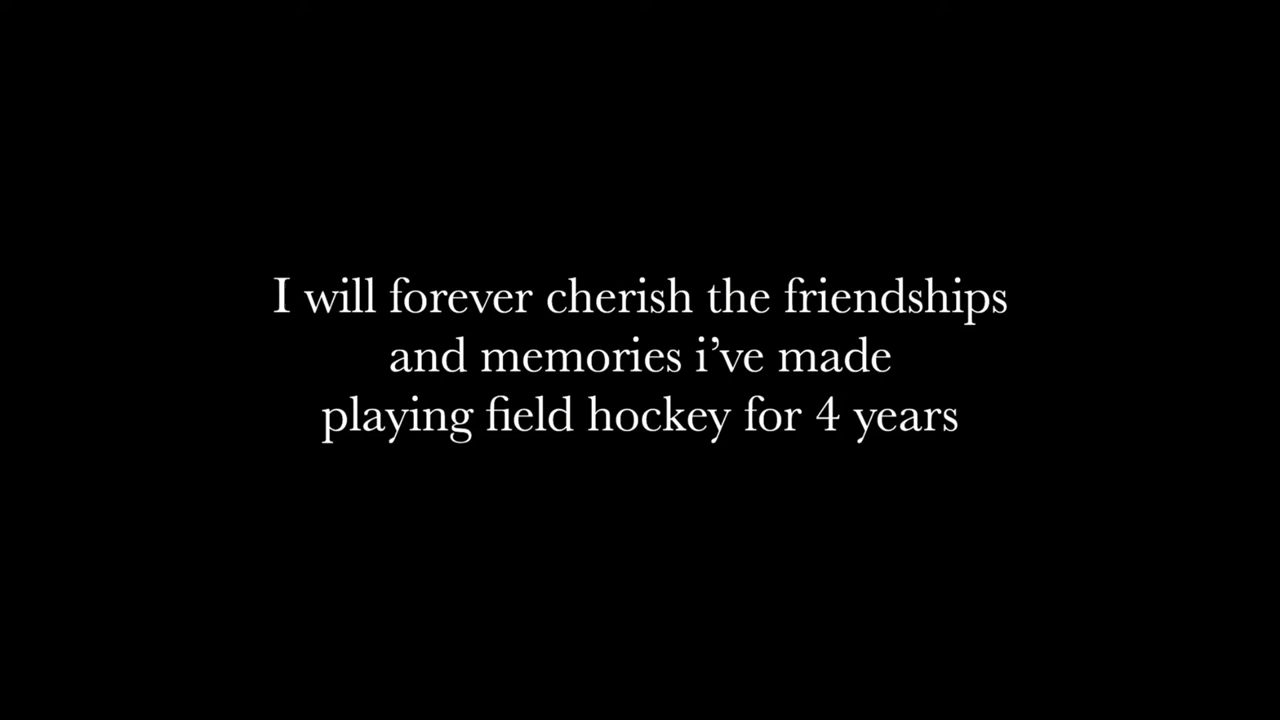 I will forever cherish the friendships
and memories i’ve made
playing field hockey for 4 years